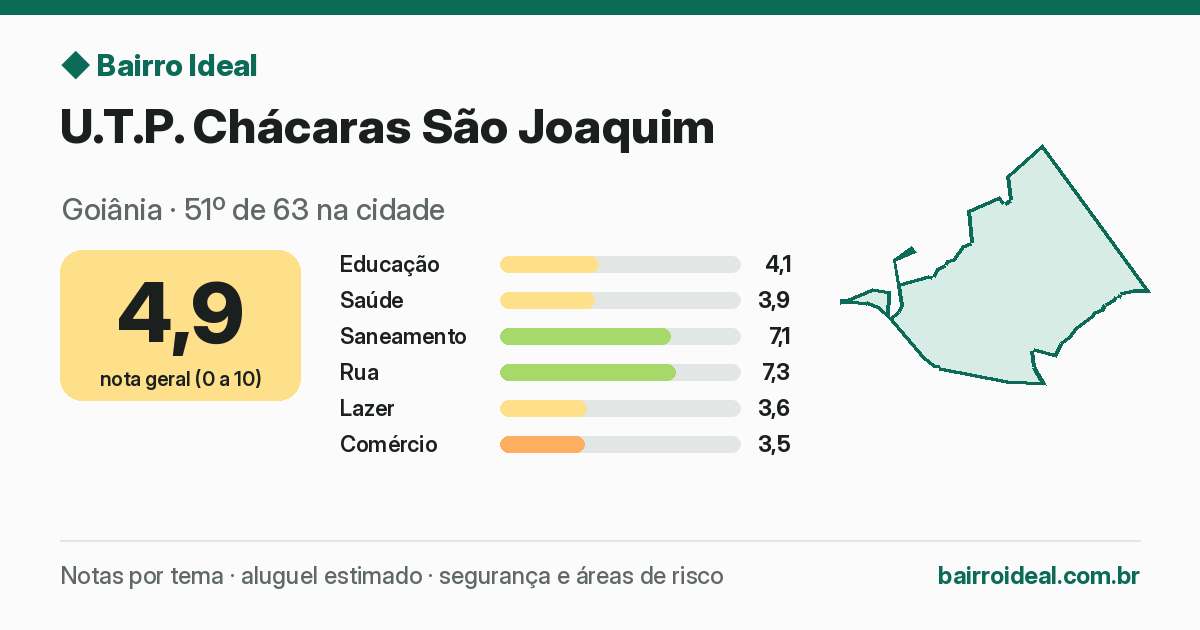 Bairro Ideal
U.T.P. Chácaras São Joaquim
Goiânia · 51º de 63 na cidade
4,9
nota geral (0 a 10)
Educação 4,1
Saúde 3,9
Saneamento 7,1
Rua 7,3
Lazer 3,6
Comércio 3,5
Notas por tema · aluguel estimado · segurança e áreas de risco
bairroideal.com.br